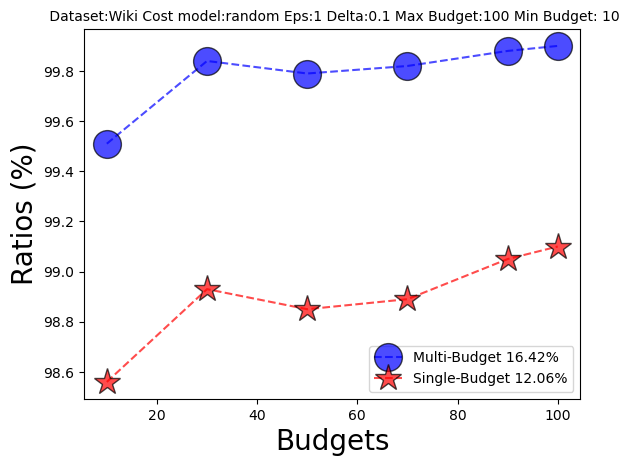 Dataset:Wiki Cost model:random Eps:1 Delta:0.1 Max Budget:100 Min Budget: 10
Ratios (%)
99.8
99.6
99.4
99.2
99.0
98.8
98.6
Multi-Budget 16.42%
Single-Budget 12.06%
20 40 60 80 100
Budgets